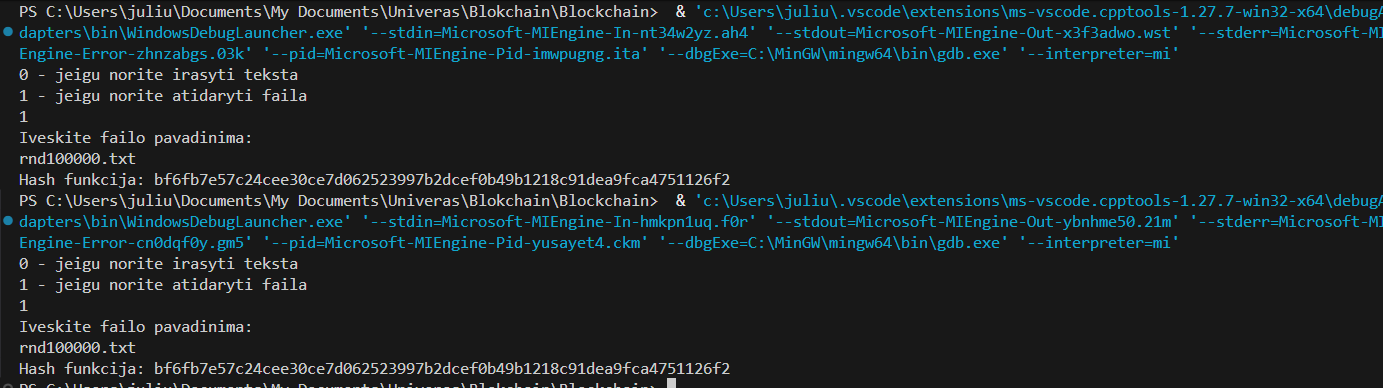 PS C:\Users\juliu\Documents\My Documents\Univeras\Blokchain\Blockchain>  & 'c:\Users\juliu\.vscode\extensions\ms-vscode.cpptools-1.27.7-win32-x64\debugA
dapters\bin\WindowsDebugLauncher.exe' '--stdin=Microsoft-MIEngine-In-nt34w2yz.ah4' '--stdout=Microsoft-MIEngine-Out-x3f3adwo.wst' '--stderr=Microsoft-MI
Engine-Error-zhnzabgs.03k' '--pid=Microsoft-MIEngine-Pid-imwpugng.ita' '--dbgExe=C:\MinGW\mingw64\bin\gdb.exe' '--interpreter=mi'
0 - jeigu norite irasyti teksta
1 - jeigu norite atidaryti faila
1
Iveskite failo pavadinima:
rnd100000.txt
Hash funkcija: bf6fb7e57c24cee30ce7d062523997b2dcef0b49b1218c91dea9fca4751126f2
PS C:\Users\juliu\Documents\My Documents\Univeras\Blokchain\Blockchain>  & 'c:\Users\juliu\.vscode\extensions\ms-vscode.cpptools-1.27.7-win32-x64\debugA
dapters\bin\WindowsDebugLauncher.exe' '--stdin=Microsoft-MIEngine-In-hmkpn1uq.f0r' '--stdout=Microsoft-MIEngine-Out-ybnhme50.21m' '--stderr=Microsoft-MI
Engine-Error-cn0dqf0y.gm5' '--pid=Microsoft-MIEngine-Pid-yusayet4.ckm' '--dbgExe=C:\MinGW\mingw64\bin\gdb.exe' '--interpreter=mi'
0 - jeigu norite irasyti teksta
1 - jeigu norite atidaryti faila
1
Iveskite failo pavadinima:
rnd100000.txt
Hash funkcija: bf6fb7e57c24cee30ce7d062523997b2dcef0b49b1218c91dea9fca4751126f2
PS C:\Users\juliu\Documents\My Documents\Univeras\Blokchain\Blockchain>